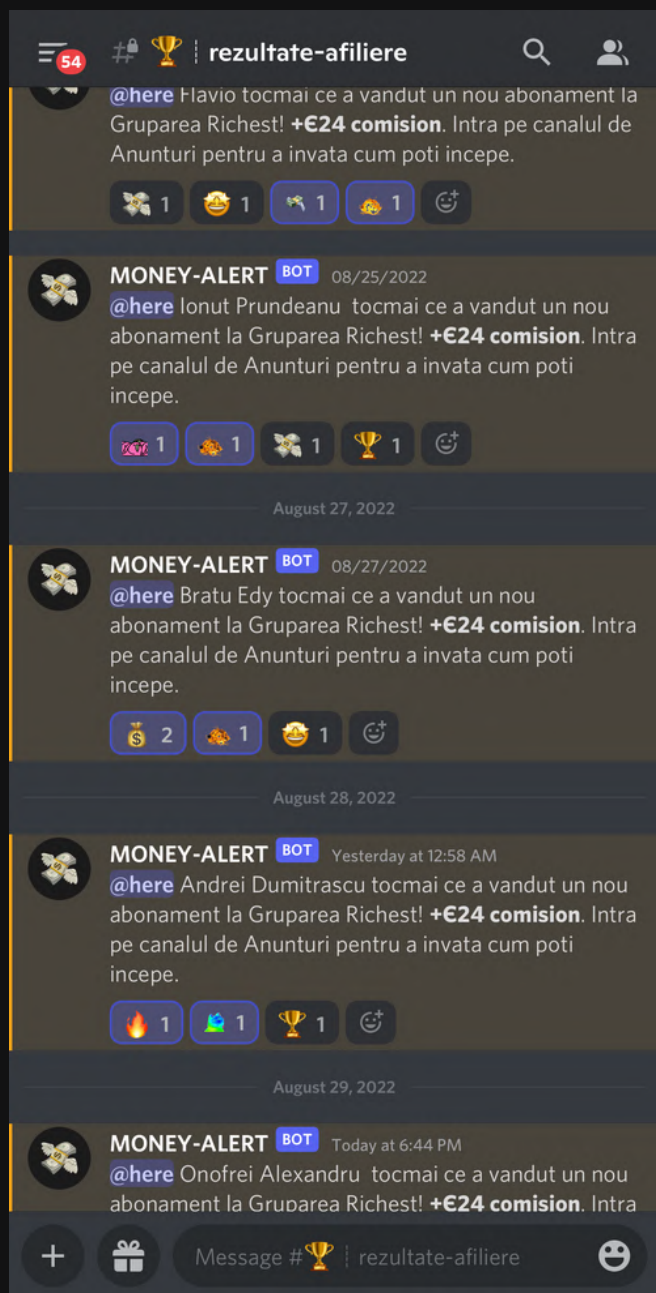 54
# 🏆 ┆ rezultate-afiliere
@here Flavio tocmai ce a vandut un nou abonament la
Gruparea Richest! +€24 comision. Intra pe canalul de
Anunturi pentru a invata cum poti incepe.
1 1 1 1
MONEY-ALERT BOT 08/25/2022
@here Ionut Prundeanu tocmai ce a vandut un nou
abonament la Gruparea Richest! +€24 comision. Intra
pe canalul de Anunturi pentru a invata cum poti
incepe.
1 1 1 1
August 27, 2022
MONEY-ALERT BOT 08/27/2022
@here Bratu Edy tocmai ce a vandut un nou
abonament la Gruparea Richest! +€24 comision. Intra
pe canalul de Anunturi pentru a invata cum poti
incepe.
2 1 1
August 28, 2022
MONEY-ALERT BOT Yesterday at 12:58 AM
@here Andrei Dumitrascu tocmai ce a vandut un nou
abonament la Gruparea Richest! +€24 comision. Intra
pe canalul de Anunturi pentru a invata cum poti
incepe.
1 1 1
August 29, 2022
MONEY-ALERT BOT Today at 6:44 PM
@here Onofrei Alexandru tocmai ce a vandut un nou
abonament la Gruparea Richest! +€24 comision. Intra
Message #🏆 ┆ rezultate-afiliere